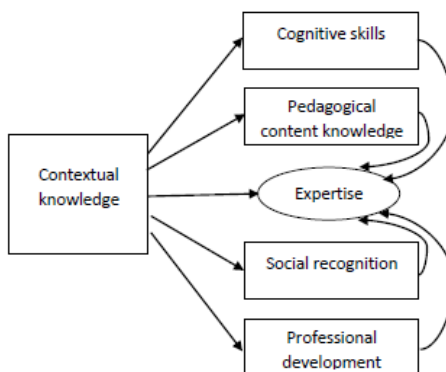 Cognitive skills
Pedagogical
content knowledge
Contextual
knowledge
Expertise
Social recognition
Professional
development